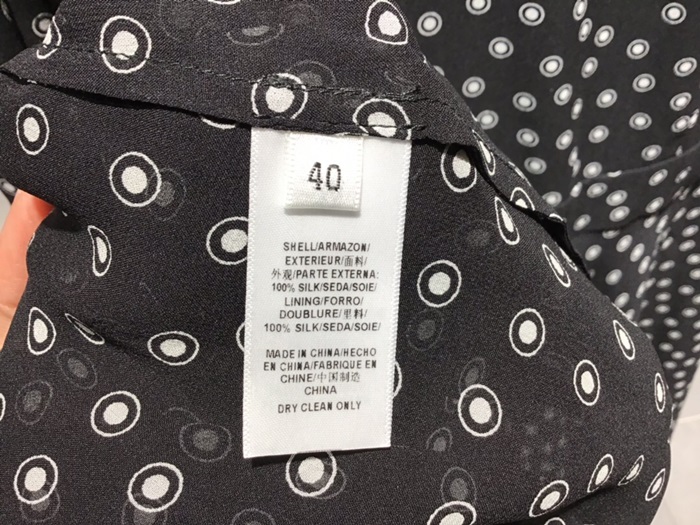 40
SHELL/ARMAZON/
EXTERIEUR/面料/
外观/PARTE EXTERNA:
100% SILK/SEDA/SOIE/
LINING/FORRO/
DOUBLURE/里料/
100% SILK/SEDA/SOIE/
MADE IN CHINA/HECHO
EN CHINA/FABRIQUE EN
CHINE/中国制造
CHINA
DRY CLEAN ONLY